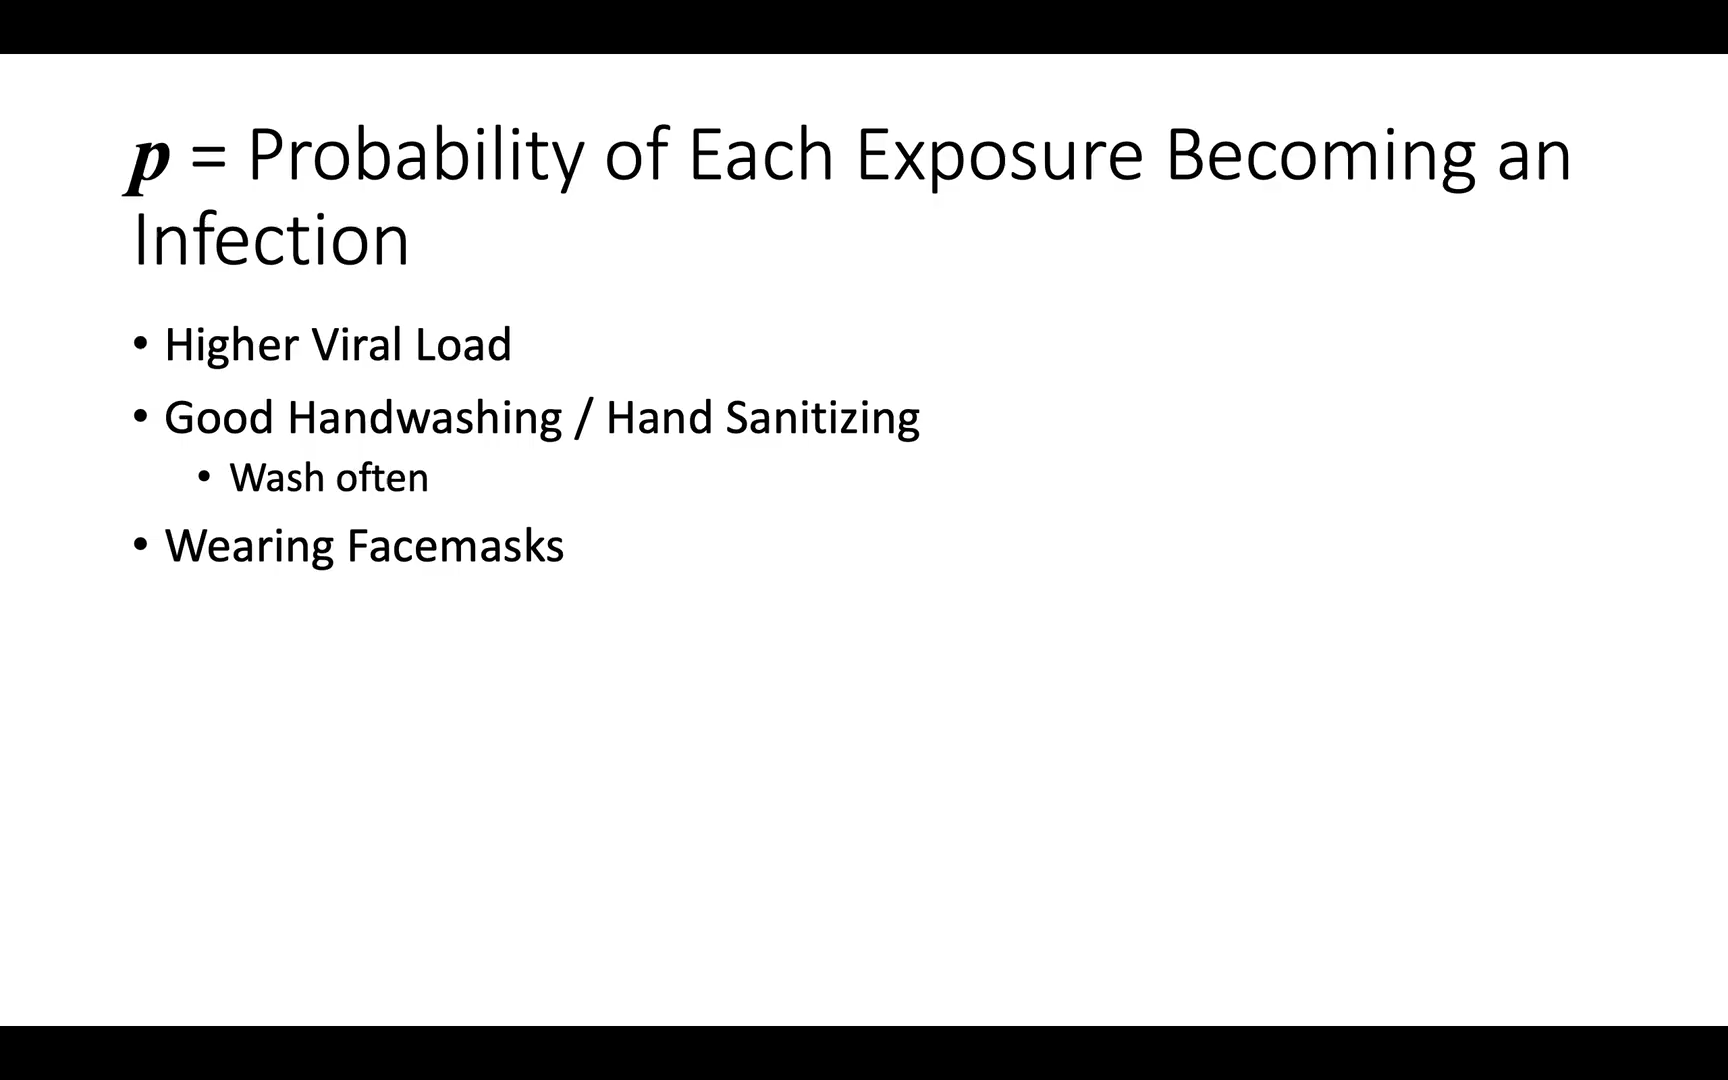 p = Probability of Each Exposure Becoming an
Infection
• Higher Viral Load
• Good Handwashing / Hand Sanitizing
• Wash often
• Wearing Facemasks